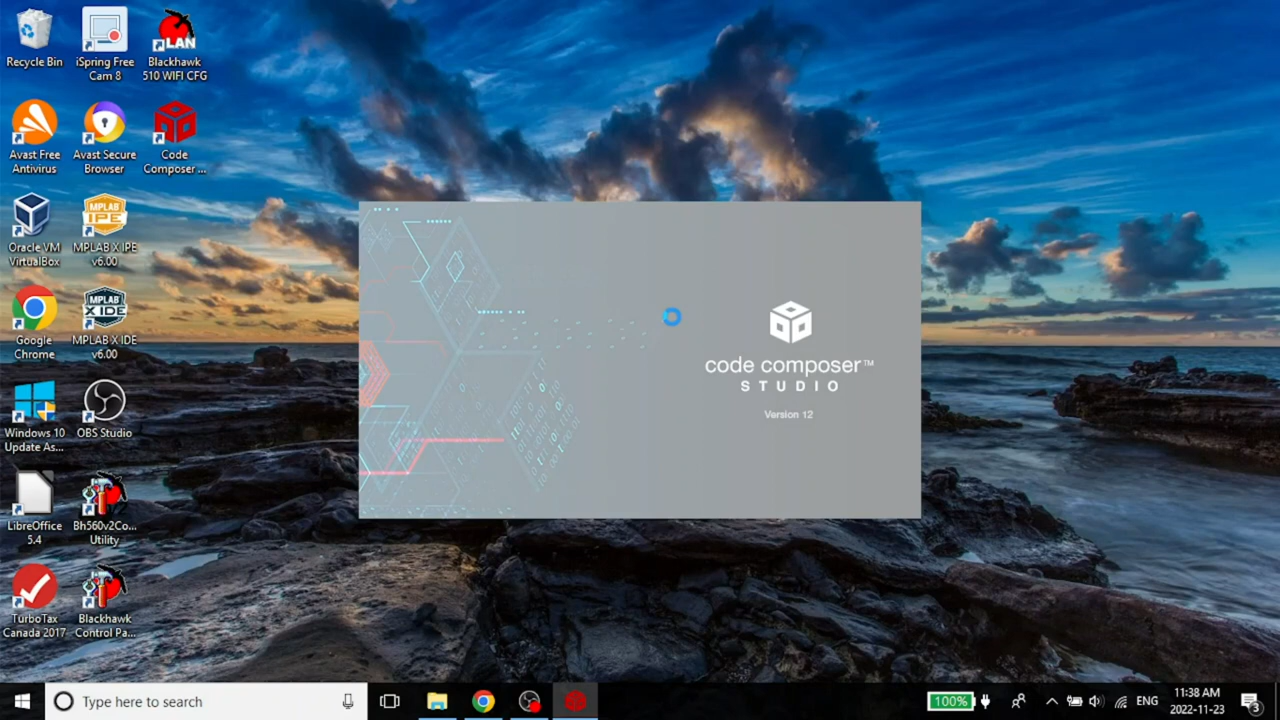 Recycle Bin
iSpring Free
Cam 8
LAN
Blackhawk
510 WIFI CFG
Avast Free
Antivirus
Avast Secure
Browser
Code
Composer ...
Oracle VM
VirtualBox
MPLAB X
IPE
MPLAB X IPE
v6.00
Google
Chrome
MPLAB
X IDE
MPLAB X IDE
v6.00
Windows 10
Update As...
OBS Studio
LibreOffice
5.4
Bh560v2Co...
Utility
TurboTax
Canada 2017
Blackhawk
Control Pa...
code composer™
STUDIO
Version 12
Type here to search
100%
ENG
11:38 AM
2022-11-23
3